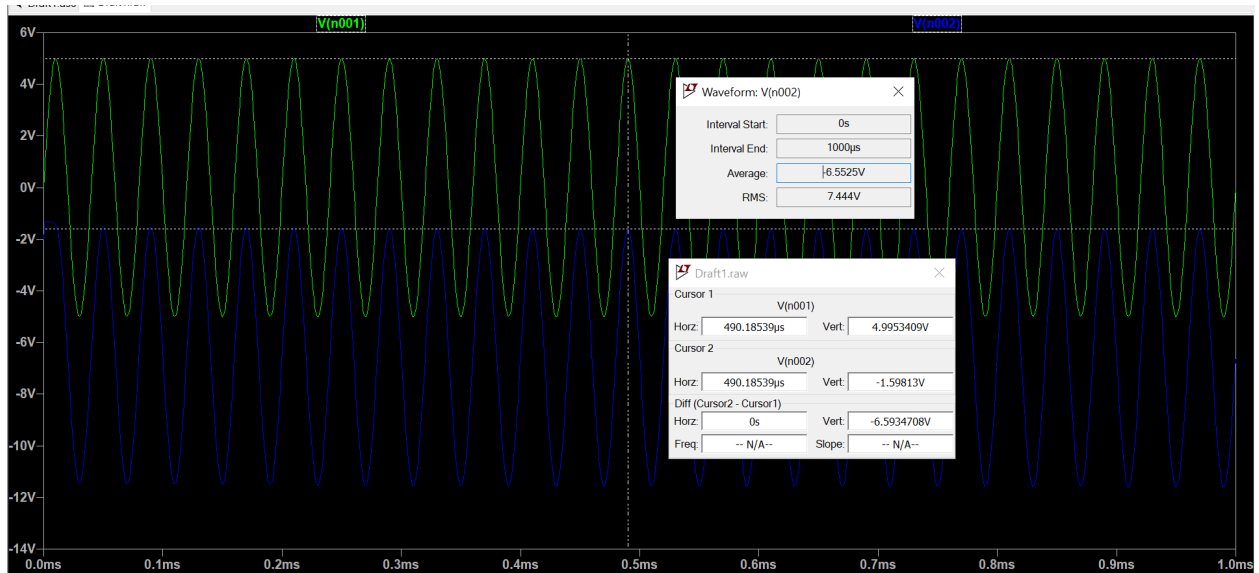 V(n001)
V(n002)
6V
4V
2V
0V
-2V
-4V
-6V
-8V
-10V
-12V
-14V
0.0ms 0.1ms 0.2ms 0.3ms 0.4ms 0.5ms 0.6ms 0.7ms 0.8ms 0.9ms 1.0ms
Waveform: V(n002)
Interval Start: 0s
Interval End: 1000µs
Average: -6.5525V
RMS: 7.444V
Draft1.raw
Cursor 1
V(n001)
Horz: 490.18539µs Vert: 4.9953409V
Cursor 2
V(n002)
Horz: 490.18539µs Vert: -1.59813V
Diff (Cursor2 - Cursor1)
Horz: 0s Vert: -6.5934708V
Freq: -- N/A-- Slope: -- N/A--